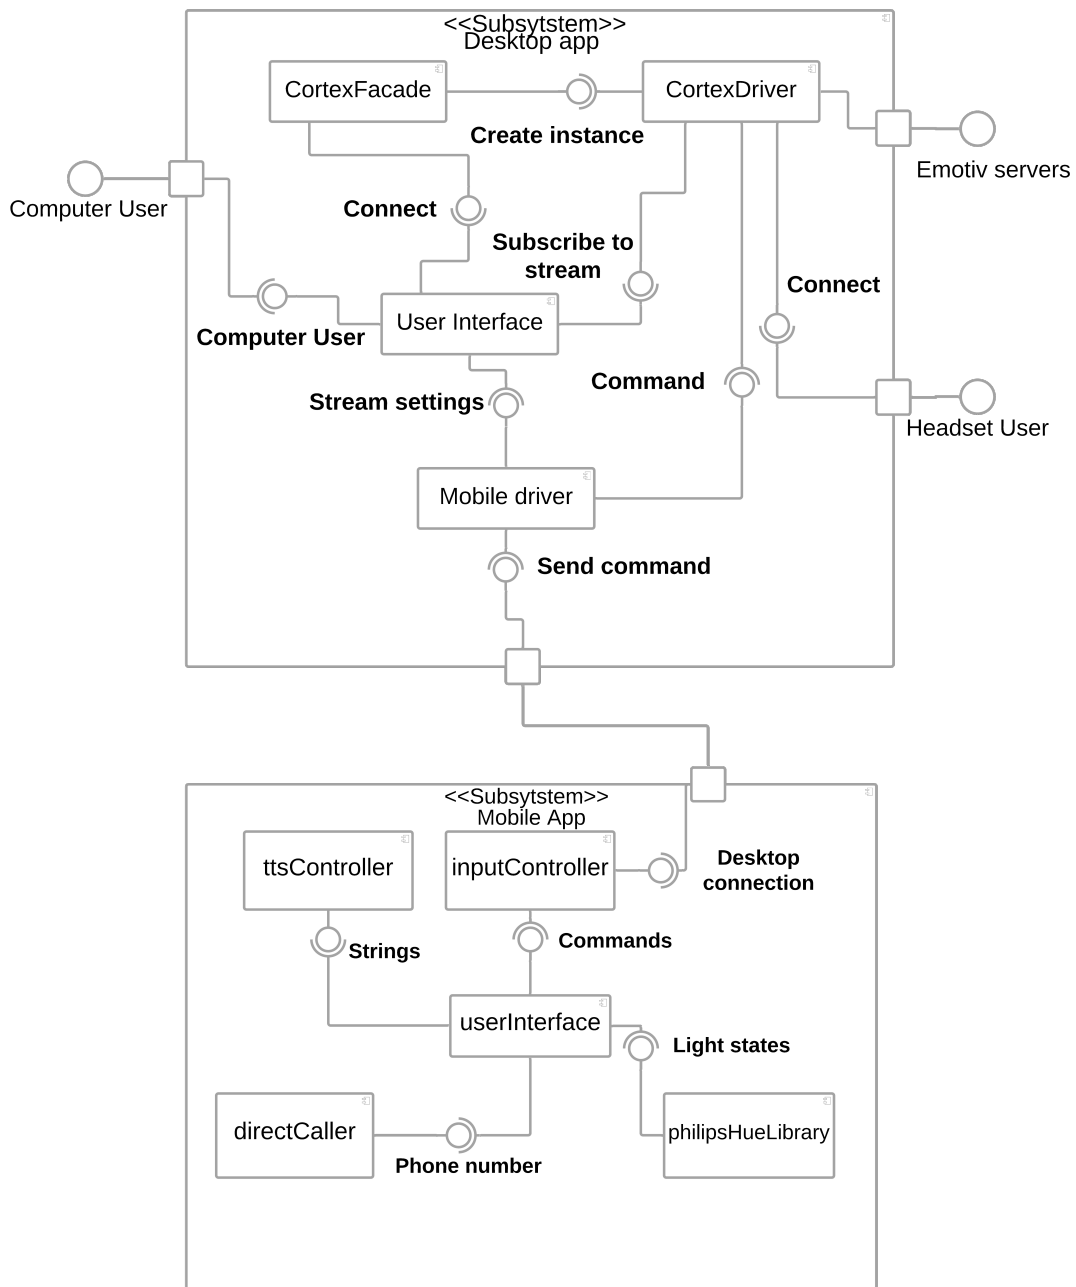 <<Subsytstem>>
Desktop app
CortexFacade
CortexDriver
Create instance
Emotiv servers
Computer User
Connect
Subscribe to
stream
Connect
User Interface
Computer User
Command
Stream settings
Headset User
Mobile driver
Send command
<<Subsytstem>>
Mobile App
ttsController
inputController
Desktop
connection
Strings
Commands
userInterface
Light states
directCaller
philipsHueLibrary
Phone number